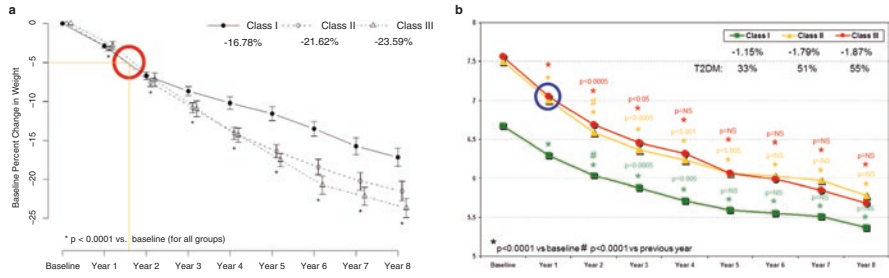 a
Class I Class II Class III
-16.78% -21.62% -23.59%
Baseline Percent Change in Weight
0
-5
-10
-15
-20
-25
* p < 0.0001 vs. baseline (for all groups)
Baseline Year 1 Year 2 Year 3 Year 4 Year 5 Year 6 Year 7 Year 8
b
Class I Class II Class III
-1.15% -1.79% -1.87%
T2DM: 33% 51% 55%
8
7.5
7
6.5
6
5.5
5
p<0.0005
p<0.05
p=NS
p=NS
p=NS
p=NS
p=NS
p<0.0005
p<0.001
p<0.005
p=NS
p=NS
p=NS
p<0.0005
p<0.005
p=NS
p=NS
p=NS
p=NS
* p<0.0001 vs baseline # p<0.0001 vs previous year
Baseline Year 1 Year 2 Year 3 Year 4 Year 5 Year 6 Year 7 Year 8